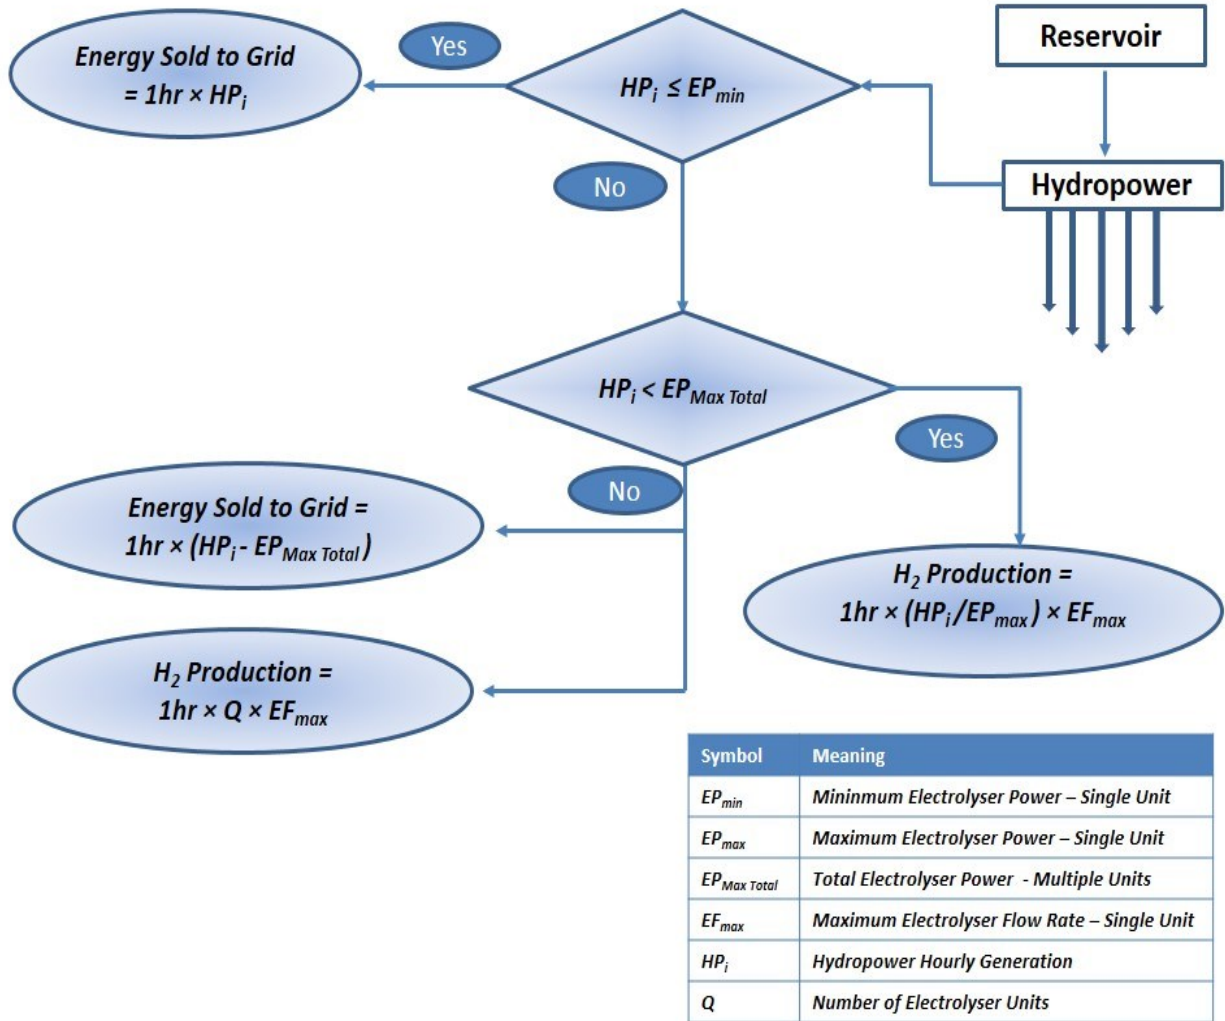 Reservoir
Hydropower
HPi ≤ EPmin
Yes
Energy Sold to Grid
= 1hr × HPi
No
HPi < EPMax Total
Yes
H2 Production =
1hr × (HPi/EPmax) × EFmax
No
Energy Sold to Grid =
1hr × (HPi - EPMax Total)
H2 Production =
1hr × Q × EFmax
Symbol Meaning
EPmin Mininmum Electrolyser Power – Single Unit
EPmax Maximum Electrolyser Power – Single Unit
EPMax Total Total Electrolyser Power - Multiple Units
EFmax Maximum Electrolyser Flow Rate – Single Unit
HPi Hydropower Hourly Generation
Q Number of Electrolyser Units